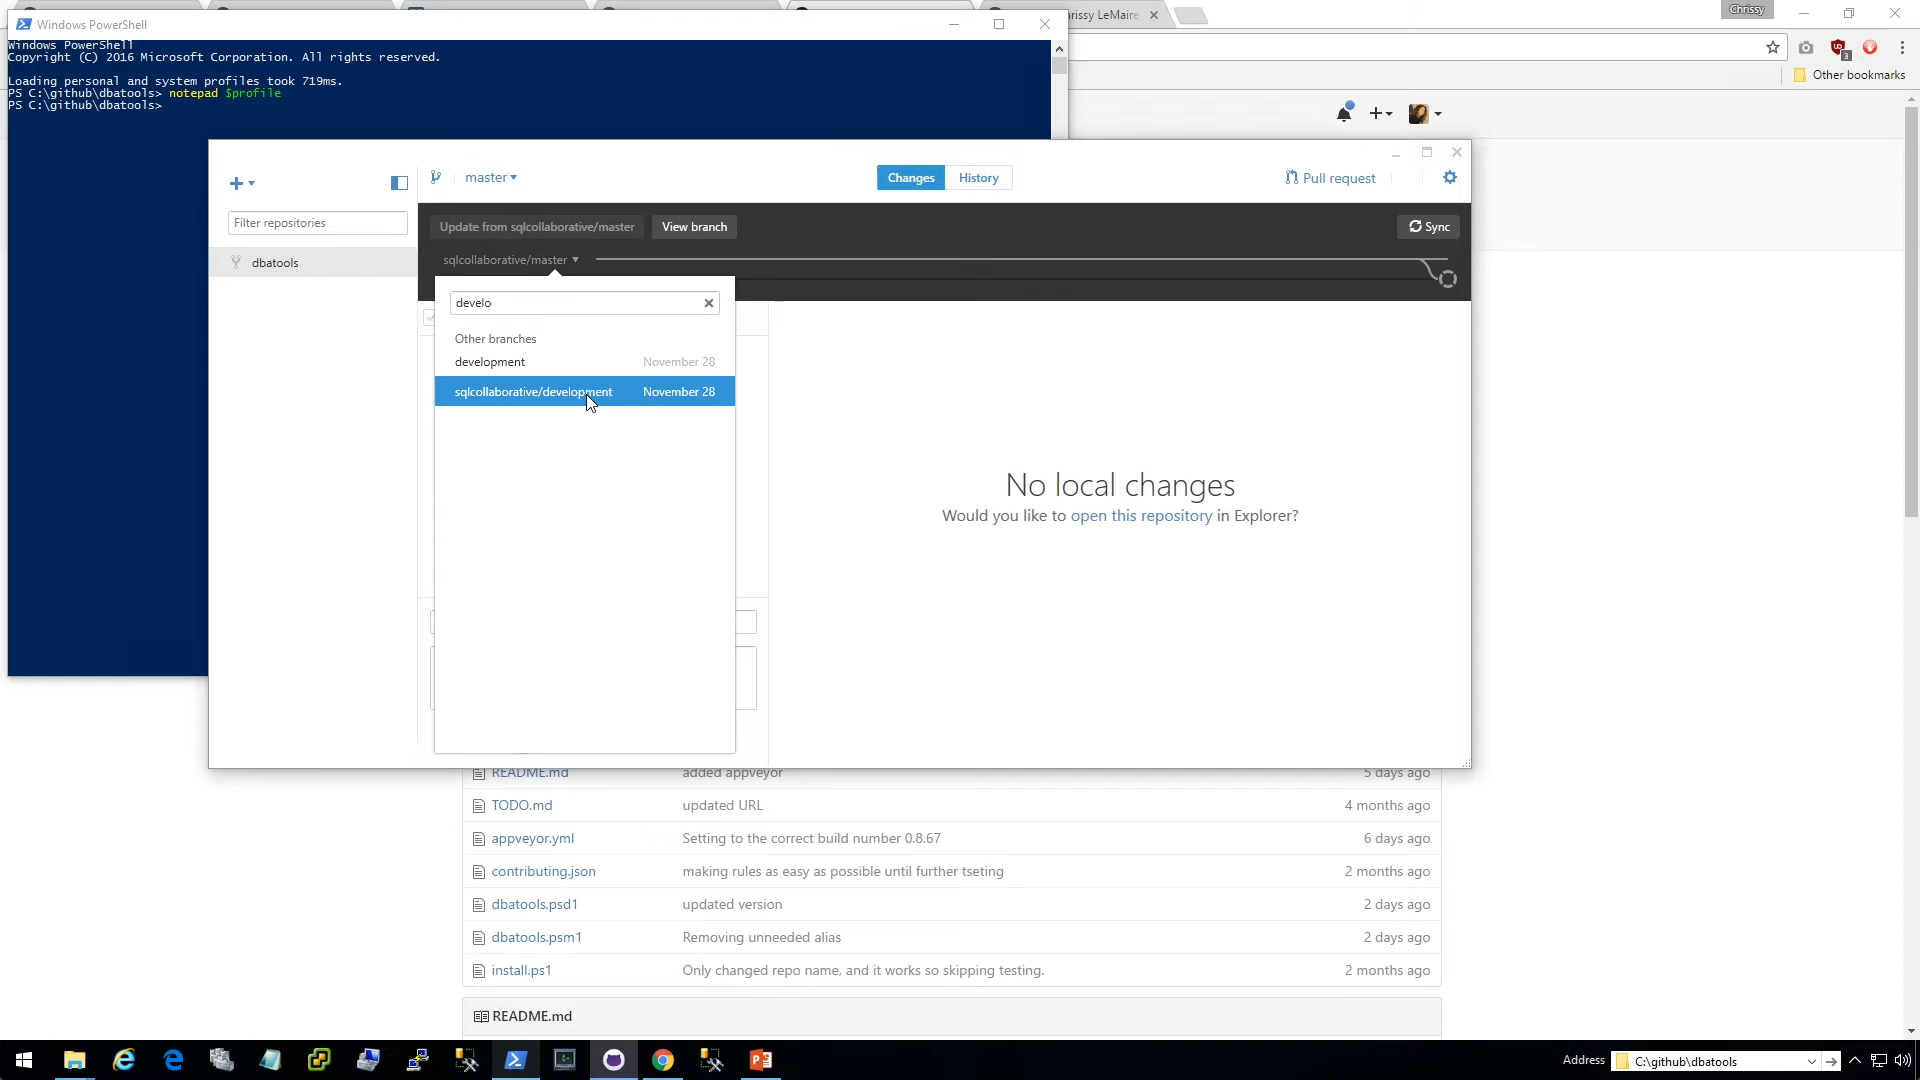 Windows PowerShell
rissy LeMaire
Chrissy
Windows PowerShell
Copyright (C) 2016 Microsoft Corporation. All rights reserved.
Loading personal and system profiles took 719ms.
PS C:\github\dbatools> notepad $profile
PS C:\github\dbatools>
3
Other bookmarks
master
Changes
History
Pull request
Filter repositories
dbatools
Update from sqlcollaborative/master
View branch
Sync
sqlcollaborative/master
develo
Other branches
development November 28
sqlcollaborative/development November 28
No local changes
Would you like to open this repository in Explorer?
README.md added appveyor 5 days ago
TODO.md updated URL 4 months ago
appveyor.yml Setting to the correct build number 0.8.67 6 days ago
contributing.json making rules as easy as possible until further tseting 2 months ago
dbatools.psd1 updated version 2 days ago
dbatools.psm1 Removing unneeded alias 2 days ago
install.ps1 Only changed repo name, and it works so skipping testing. 2 months ago
README.md
Address C:\github\dbatools